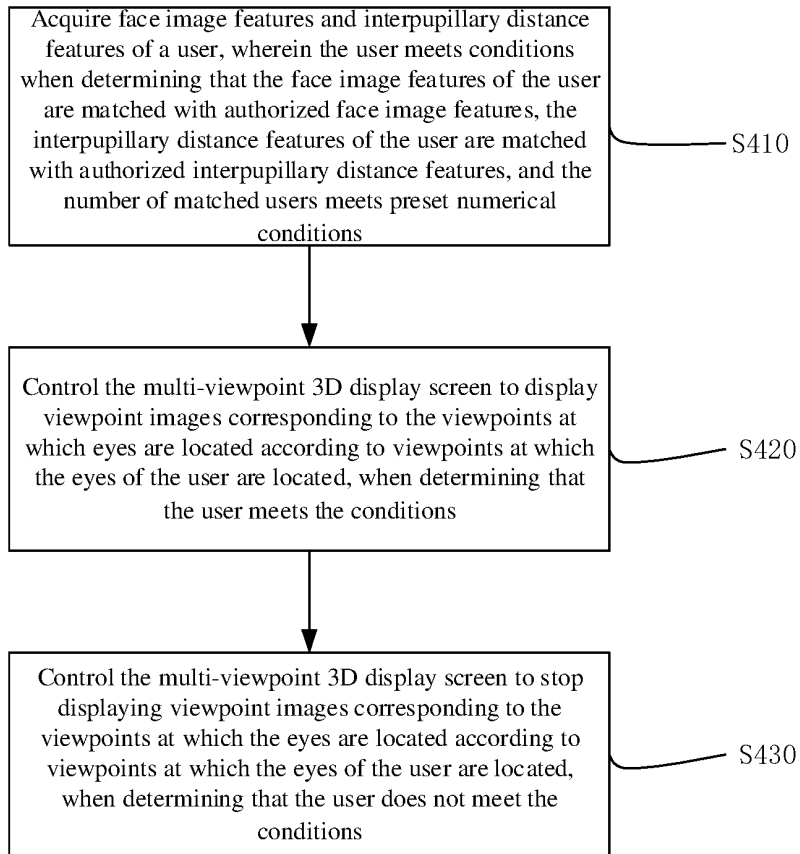 Acquire face image features and interpupillary distance
features of a user, wherein the user meets conditions
when determining that the face image features of the user
are matched with authorized face image features, the
interpupillary distance features of the user are matched
with authorized interpupillary distance features, and the
number of matched users meets preset numerical
conditions
S410
Control the multi-viewpoint 3D display screen to display
viewpoint images corresponding to the viewpoints at
which eyes are located according to viewpoints at which
the eyes of the user are located, when determining that
the user meets the conditions
S420
Control the multi-viewpoint 3D display screen to stop
displaying viewpoint images corresponding to the
viewpoints at which the eyes are located according to
viewpoints at which the eyes of the user are located,
when determining that the user does not meet the
conditions
S430